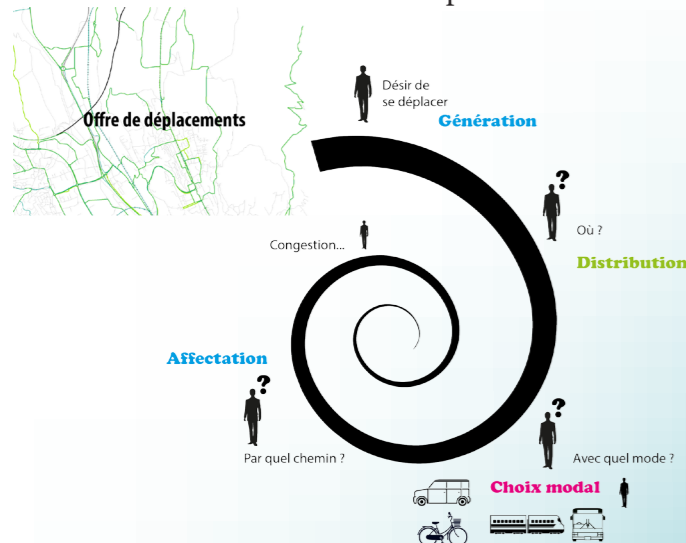 Offre de déplacements
Désir de
se déplacer
Génération
?
Où ?
Distribution
Congestion...
Affectation
?
Par quel chemin ?
?
Avec quel mode ?
Choix modal